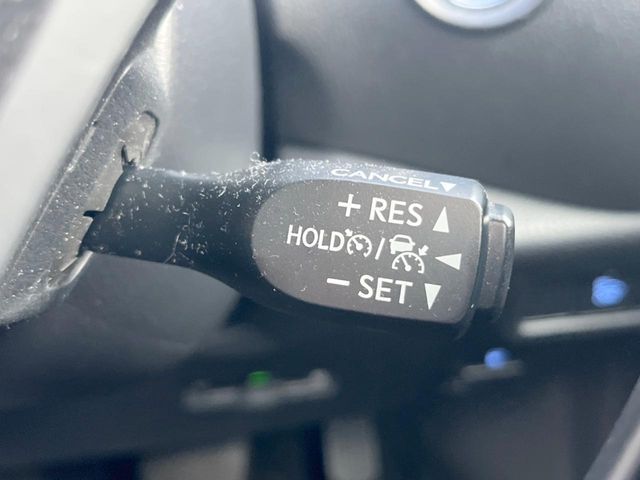 CANCEL▼
+ RES ▲
HOLD / ◀
− SET ▼